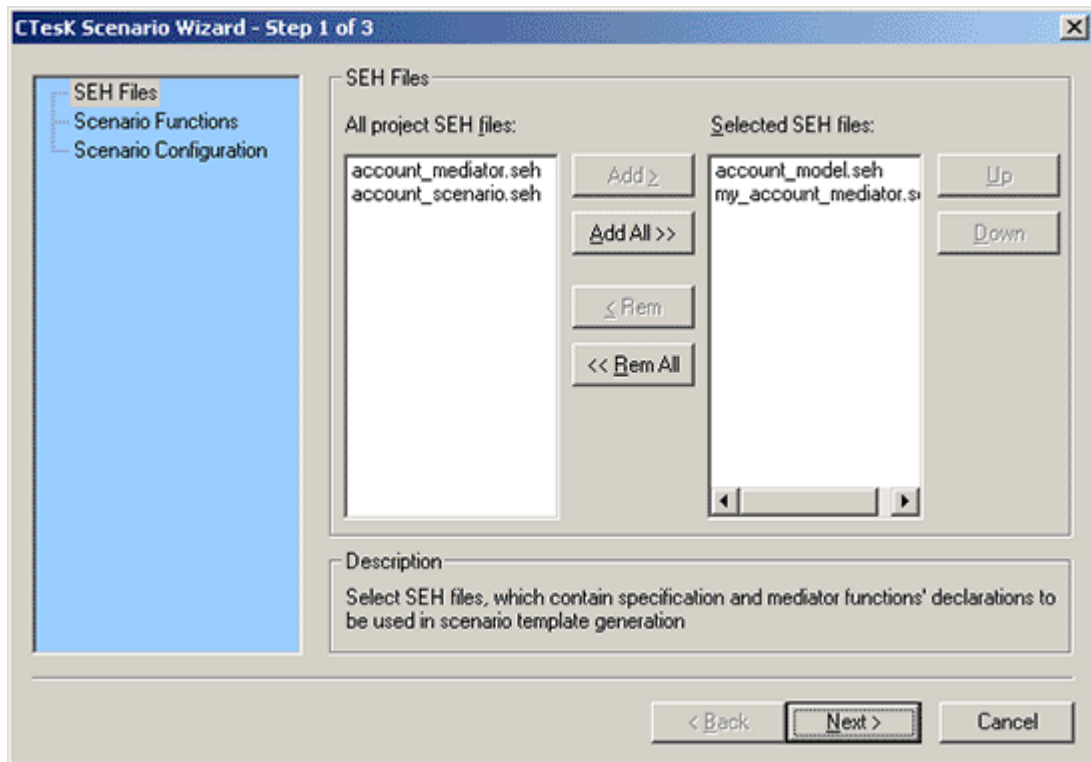 CTesK Scenario Wizard - Step 1 of 3
SEH Files
Scenario Functions
Scenario Configuration
SEH Files
All project SEH files:
account_mediator.seh
account_scenario.seh
Add >
Add All >>
< Rem
<< Rem All
Selected SEH files:
account_model.seh
my_account_mediator.s
Up
Down
Description
Select SEH files, which contain specification and mediator functions' declarations to
be used in scenario template generation
< Back
Next >
Cancel